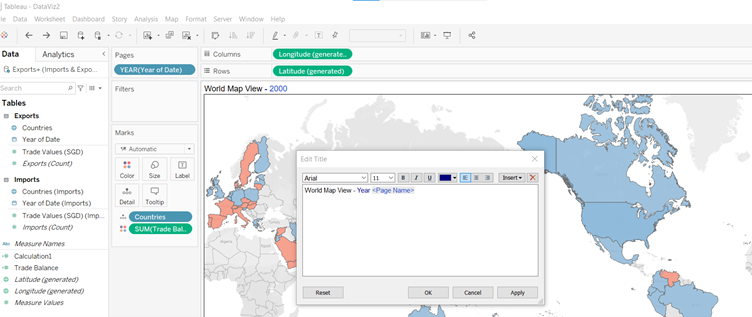 Tableau - DataViz2
File Data Worksheet Dashboard Story Analysis Map Format Server Window Help
Data Analytics
Exports+ (Imports & Expo...
Search
Tables
Exports
Countries
Year of Date
Trade Values (SGD)
Exports (Count)
Imports
Countries (Imports)
Year of Date (Imports)
Trade Values (SGD) (Imp...
Imports (Count)
Abc Measure Names
Calculation1
Trade Balance
Latitude (generated)
Longitude (generated)
Measure Values
Pages
YEAR(Year of Date)
Filters
Marks
Automatic
Color Size Label
Detail Tooltip
Countries
SUM(Trade Bal..
Columns Longitude (generate..
Rows Latitude (generated)
World Map View - 2000
Algeria
Egypt
Edit Title
Arial 11 B I U Insert
World Map View - Year <Page Name>
Reset OK Cancel Apply